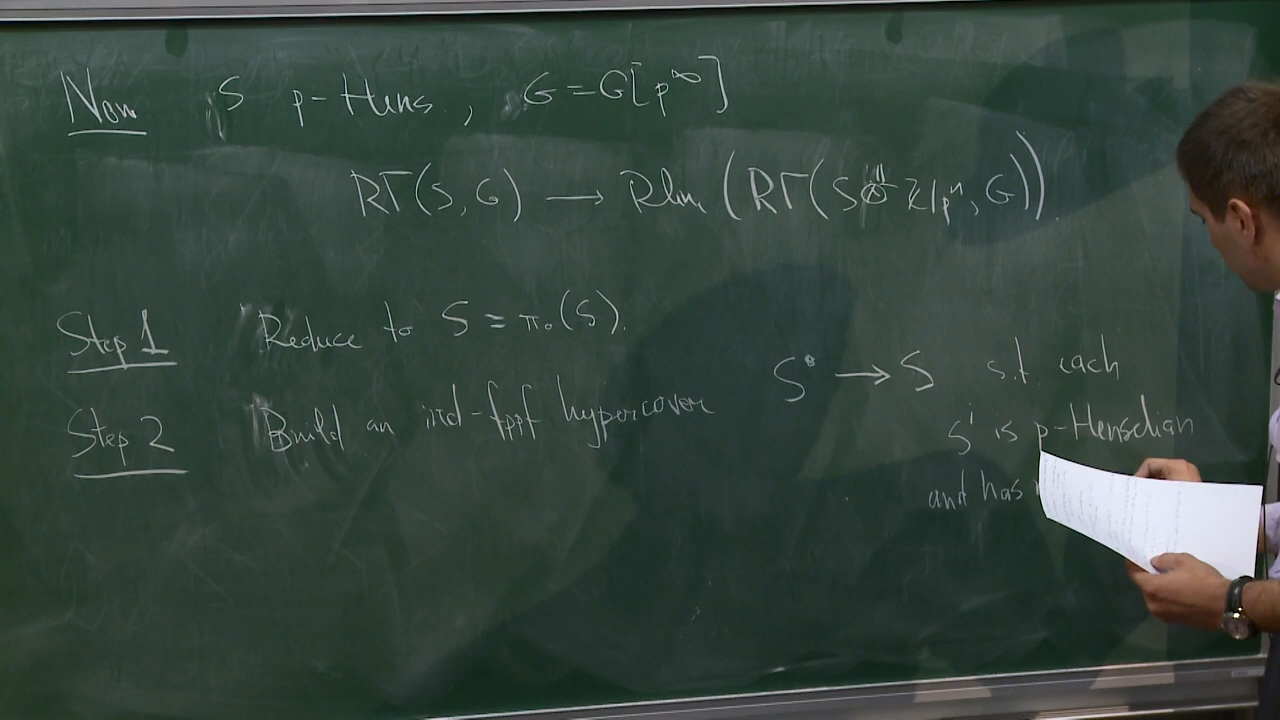 Now S p-Hens., G = G[p^∞]
RΓ(S,G) → Rlim (RΓ(S ⊗^L Z/p^n, G)).
Step 1 Reduce to S = π₀(S).
Step 2 Build an ind-fppf hypercover S^• → S s.t. each
S^i is p-Henselian
and has